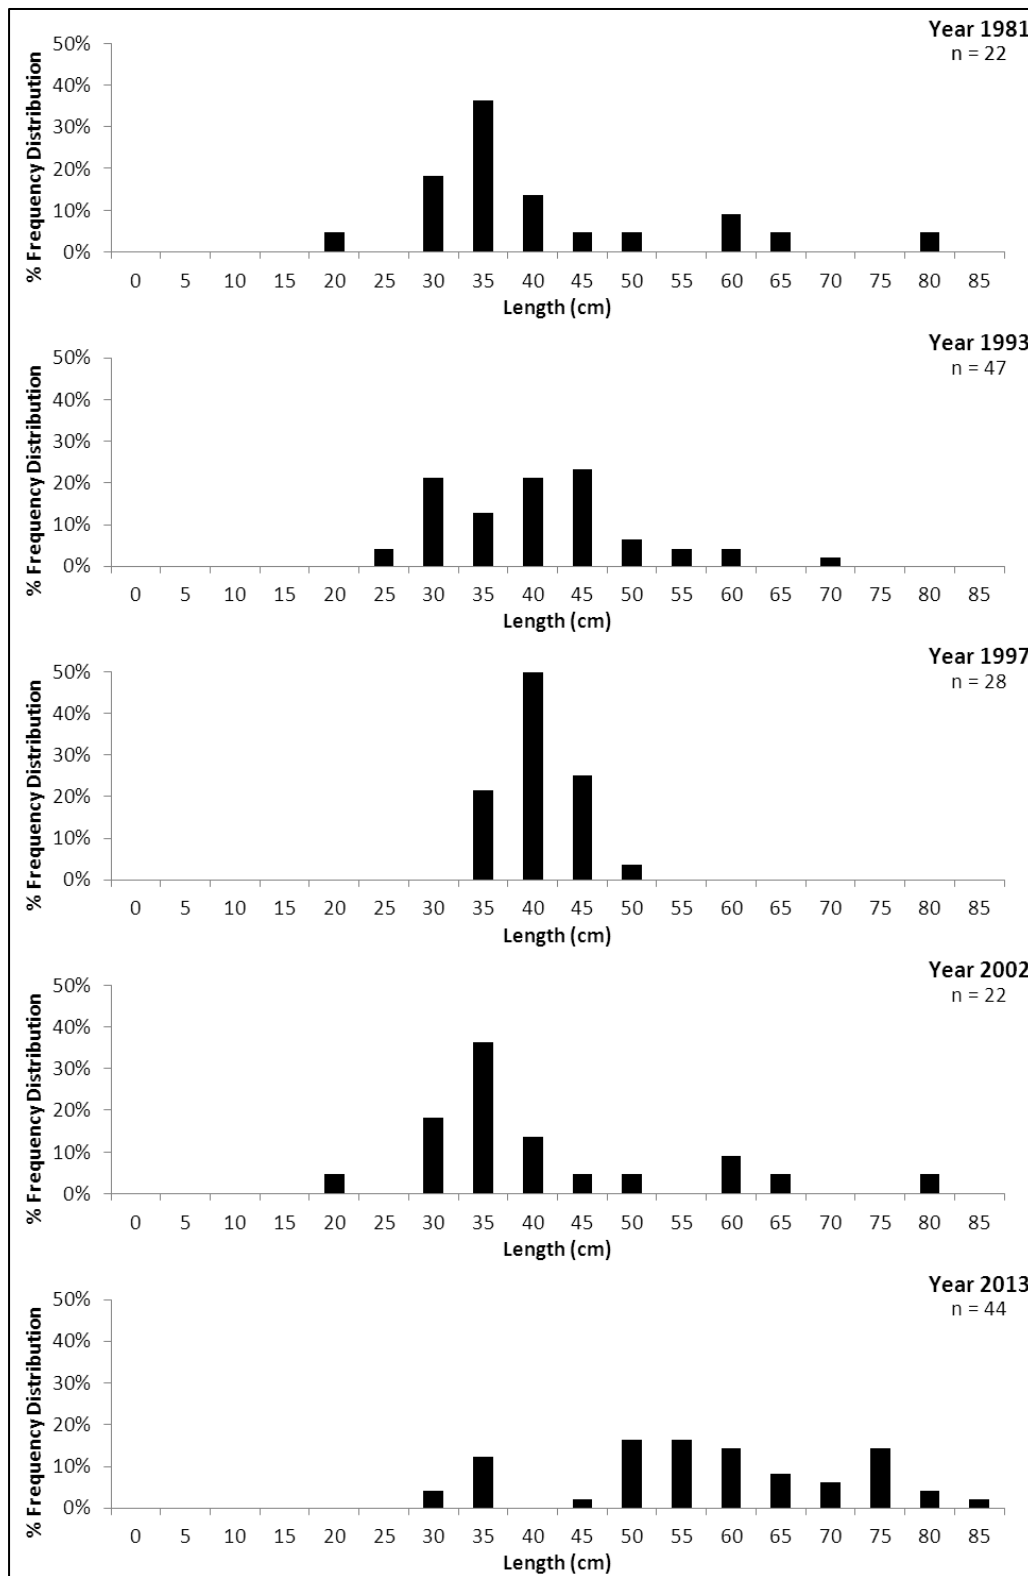 Year 1981
n = 22
% Frequency Distribution
50%
40%
30%
20%
10%
0%
0 5 10 15 20 25 30 35 40 45 50 55 60 65 70 75 80 85
Length (cm)
Year 1993
n = 47
% Frequency Distribution
50%
40%
30%
20%
10%
0%
0 5 10 15 20 25 30 35 40 45 50 55 60 65 70 75 80 85
Length (cm)
Year 1997
n = 28
% Frequency Distribution
50%
40%
30%
20%
10%
0%
0 5 10 15 20 25 30 35 40 45 50 55 60 65 70 75 80 85
Length (cm)
Year 2002
n = 22
% Frequency Distribution
50%
40%
30%
20%
10%
0%
0 5 10 15 20 25 30 35 40 45 50 55 60 65 70 75 80 85
Length (cm)
Year 2013
n = 44
% Frequency Distribution
50%
40%
30%
20%
10%
0%
0 5 10 15 20 25 30 35 40 45 50 55 60 65 70 75 80 85
Length (cm)